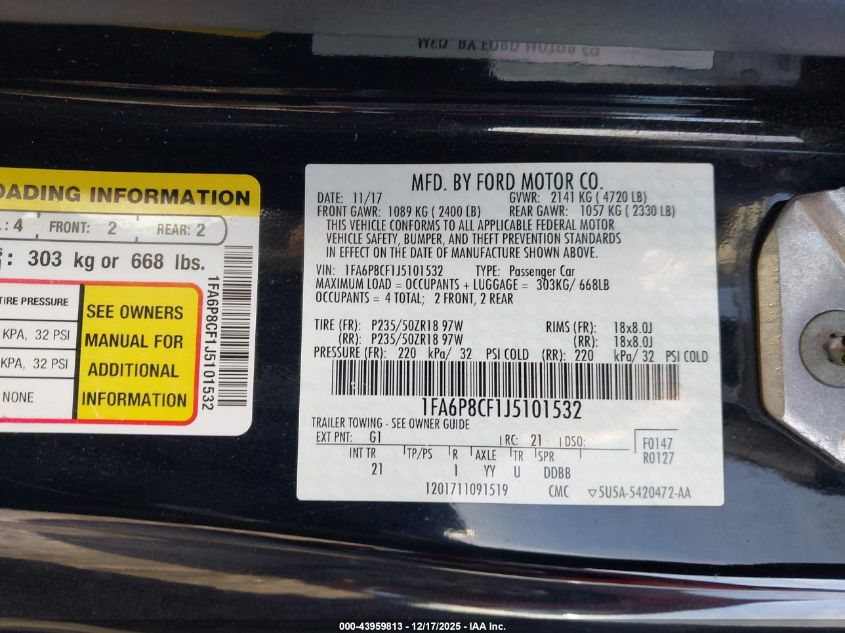 MFD. BY FORD MOTOR CO.
OADING INFORMATION
: 4 FRONT: 2 REAR: 2
: 303 kg or 668 lbs.
TIRE PRESSURE
KPA, 32 PSI
KPA, 32 PSI
NONE
SEE OWNERS
MANUAL FOR
ADDITIONAL
INFORMATION
1FA6P8CF1J5101532
MFD. BY FORD MOTOR CO.
DATE: 11/17 GVWR: 2141 KG ( 4720 LB)
FRONT GAWR: 1089 KG ( 2400 LB) REAR GAWR: 1057 KG ( 2330 LB)
THIS VEHICLE CONFORMS TO ALL APPLICABLE FEDERAL MOTOR
VEHICLE SAFETY, BUMPER, AND THEFT PREVENTION STANDARDS
IN EFFECT ON THE DATE OF MANUFACTURE SHOWN ABOVE.
VIN: 1FA6P8CF1J5101532 TYPE: Passenger Car
MAXIMUM LOAD = OCCUPANTS + LUGGAGE = 303KG/ 668LB
OCCUPANTS = 4 TOTAL; 2 FRONT, 2 REAR
TIRE (FR): P235/50ZR18 97W RIMS (FR): 18x8.0J
(RR): P235/50ZR18 97W (RR): 18x8.0J
PRESSURE (FR): 220 kPa/ 32 PSI COLD (RR): 220 kPa/ 32 PSI COLD
1FA6P8CF1J5101532
TRAILER TOWING - SEE OWNER GUIDE
EXT PNT: G1 RC: 21 DSO: F0147
INT TR TP/PS R AXLE TR SPR R0127
21 1 YY U DDBB
1201711091519 CMC ▽5U5A-5420472-AA
000-43959813 - 12/17/2025 - IAA Inc.